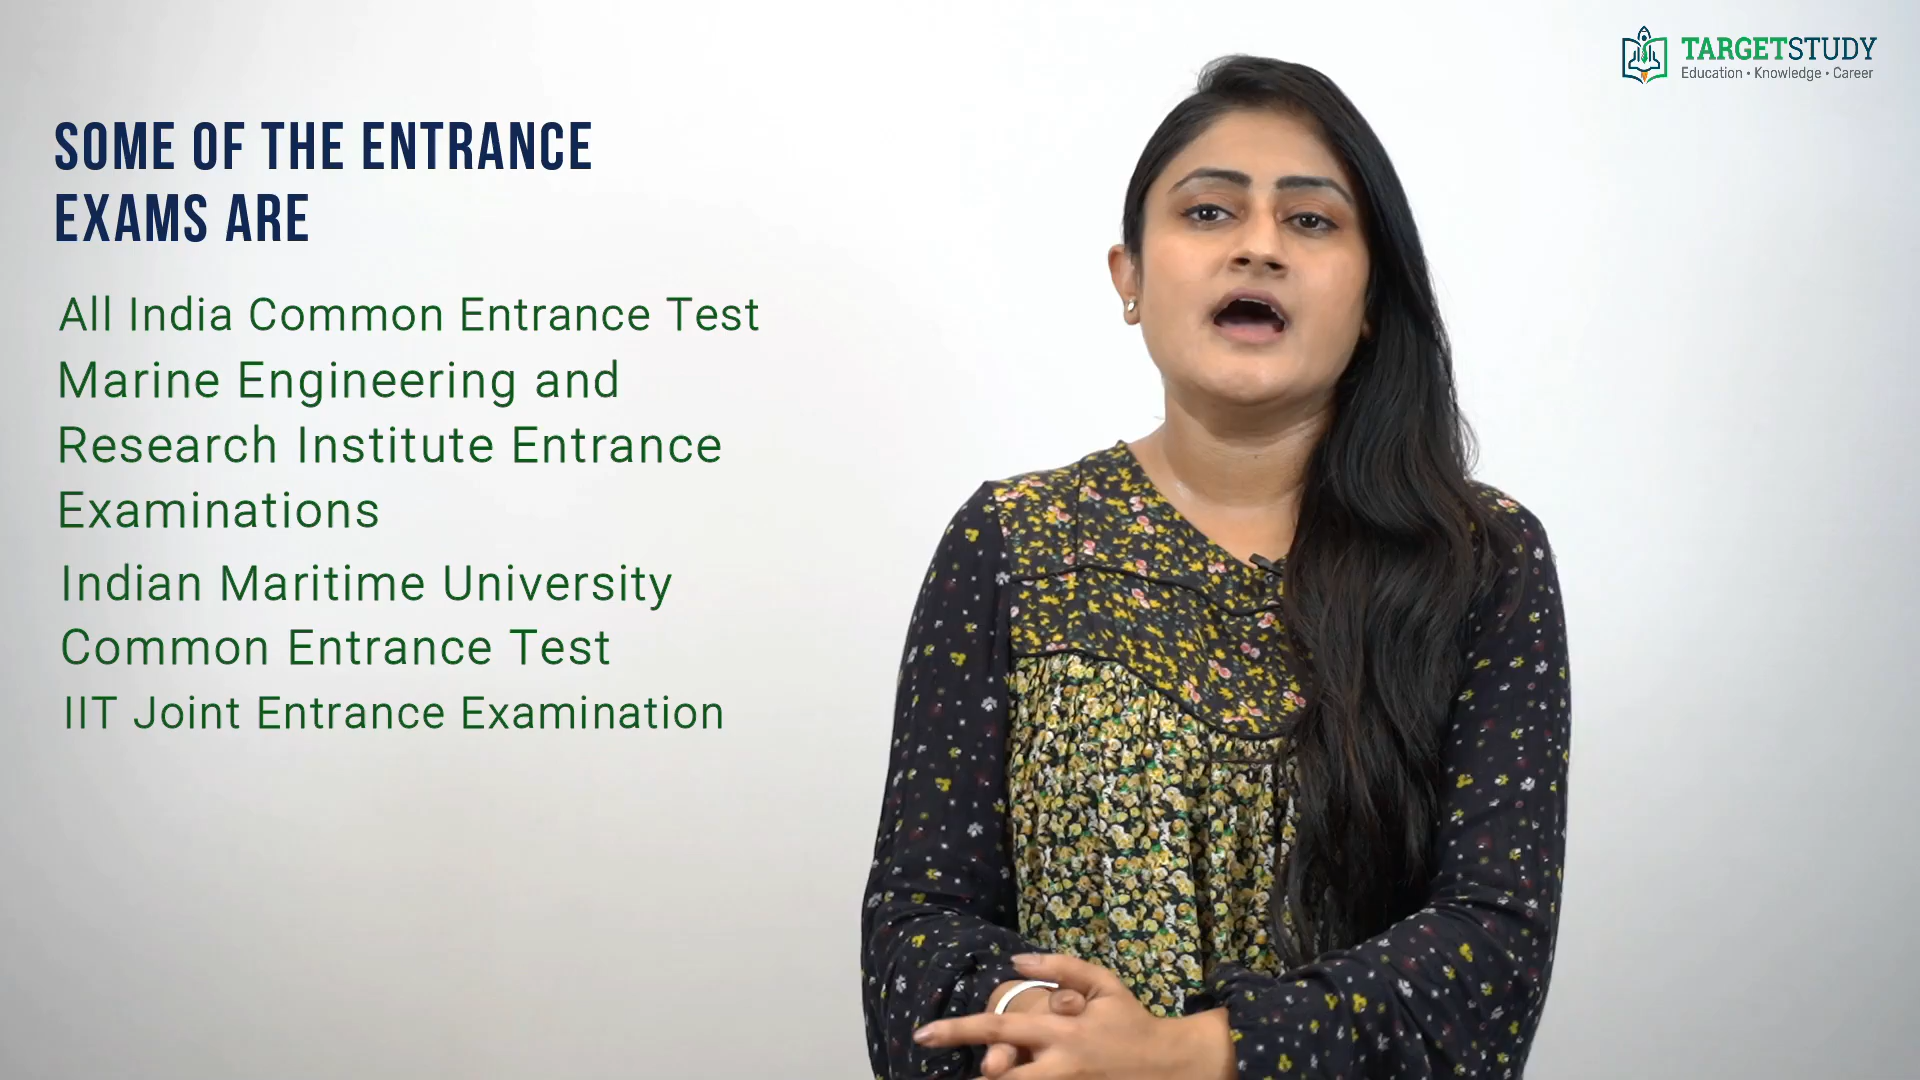 TARGETSTUDY
Education • Knowledge • Career
SOME OF THE ENTRANCE
EXAMS ARE
All India Common Entrance Test
Marine Engineering and
Research Institute Entrance
Examinations
Indian Maritime University
Common Entrance Test
IIT Joint Entrance Examination